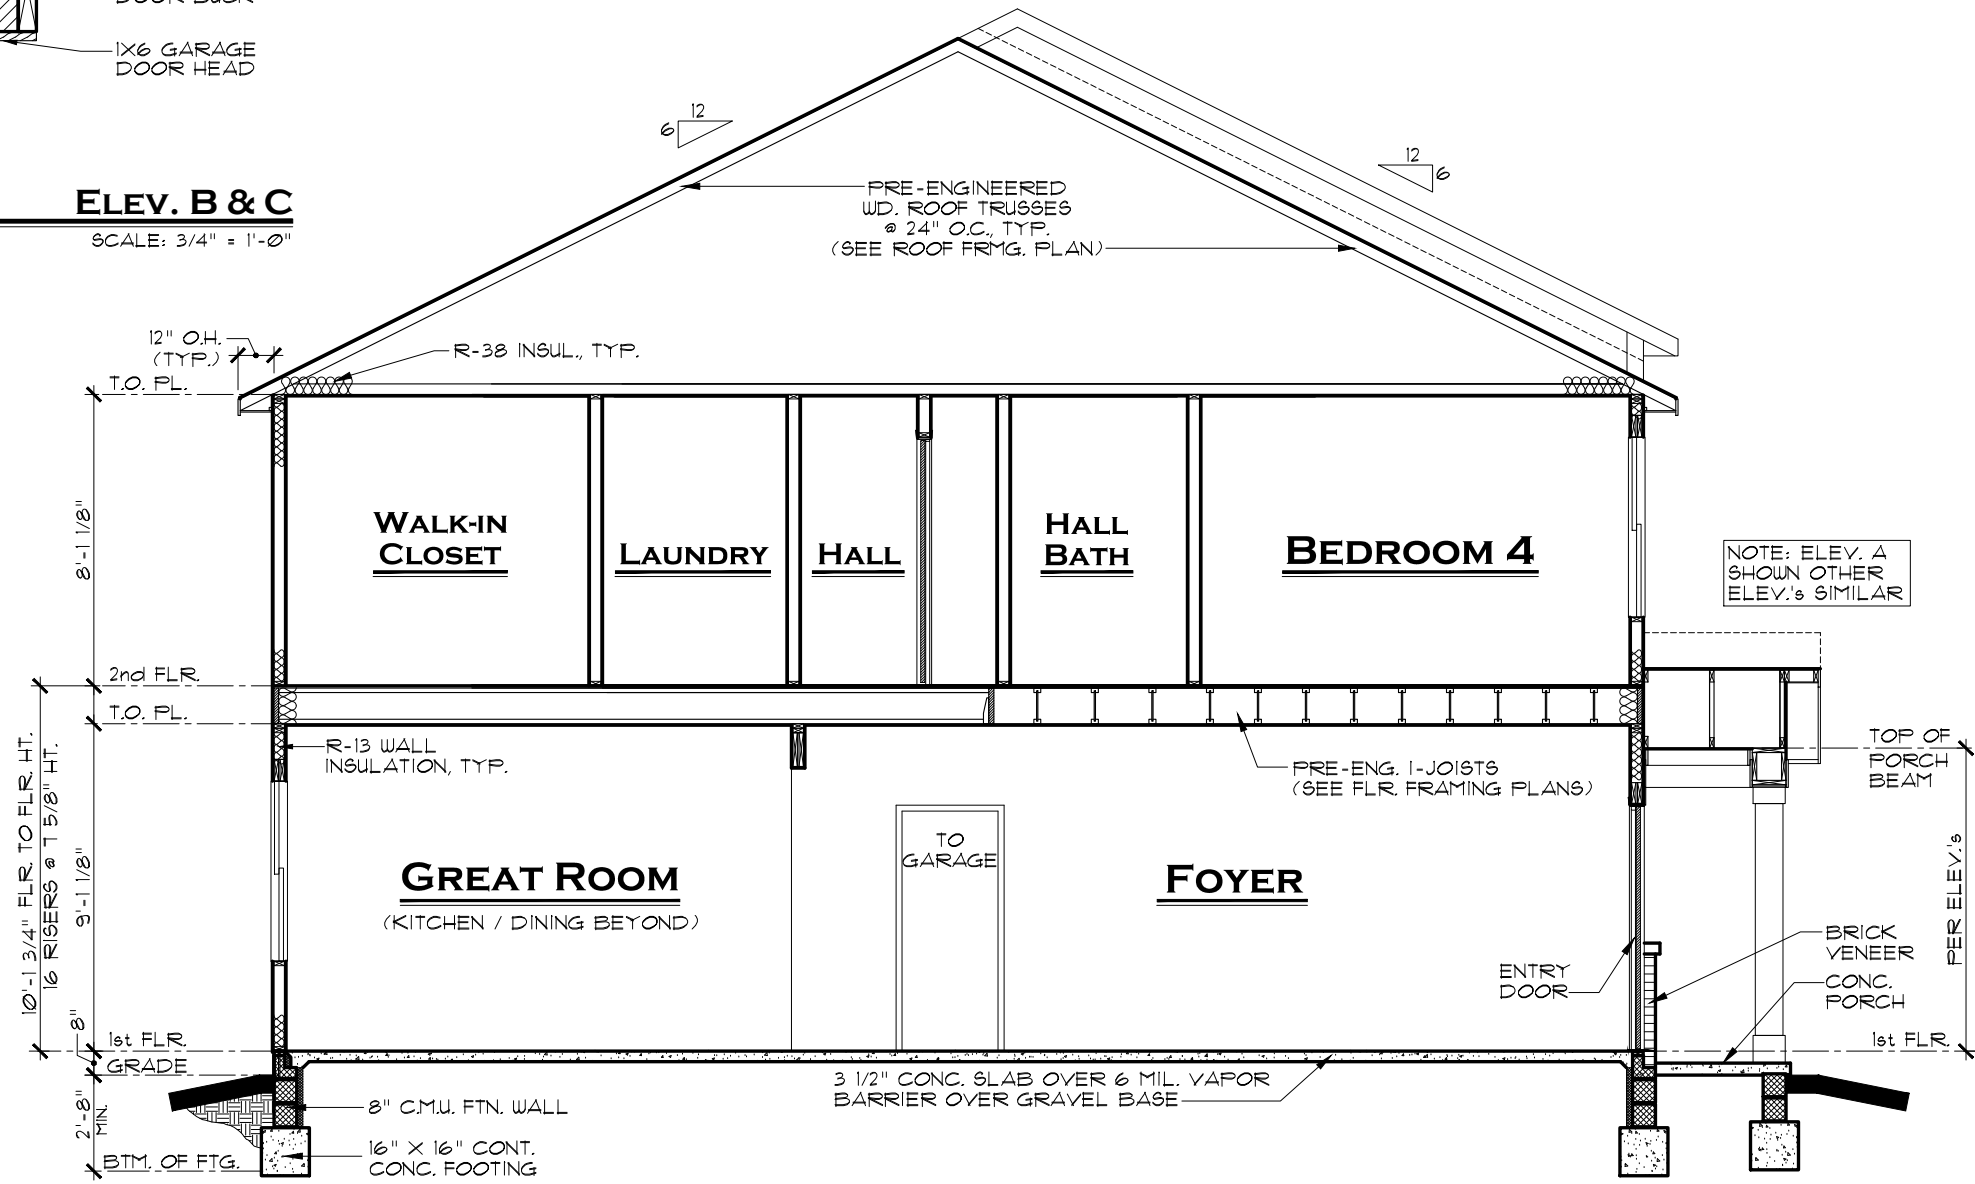 DOOR BUCK
1X6 GARAGE
DOOR HEAD
ELEV. B & C
SCALE: 3/4" = 1'-0"
12
6
12
6
PRE-ENGINEERED
WD. ROOF TRUSSES
@ 24" O.C., TYP.
(SEE ROOF FRMG. PLAN)
12" O.H.
(TYP.)
R-38 INSUL., TYP.
T.O. PL.
8'-1 1/8"
WALK-IN
CLOSET
LAUNDRY
HALL
HALL
BATH
BEDROOM 4
NOTE: ELEV. A
SHOWN OTHER
ELEV.'s SIMILAR
2nd FLR.
T.O. PL.
R-13 WALL
INSULATION, TYP.
PRE-ENG. I-JOISTS
(SEE FLR. FRAMING PLANS)
TOP OF
PORCH
BEAM
10'-1 3/4" FLR. TO FLR. HT.
16 RISERS @ 7 5/8" HT.
9'-1 1/8"
TO
GARAGE
GREAT ROOM
(KITCHEN / DINING BEYOND)
FOYER
PER ELEV.'s
BRICK
VENEER
ENTRY
DOOR
CONC.
PORCH
8"
1st FLR.
GRADE
1st FLR.
3 1/2" CONC. SLAB OVER 6 MIL. VAPOR
BARRIER OVER GRAVEL BASE
2'-8"
MIN.
8" C.M.U. FTN. WALL
16" X 16" CONT.
CONC. FOOTING
BTM. OF FTG.